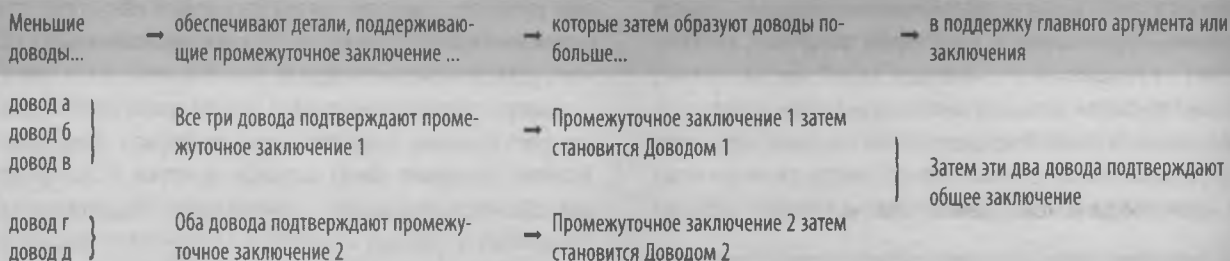 Меньшие доводы...
→ обеспечивают детали, поддерживаю-
щие промежуточное заключение ...
→ которые затем образуют доводы по-
больше...
→ в поддержку главного аргумента или
заключения
довод а
довод б
довод в
Все три довода подтверждают проме-
жуточное заключение 1
→ Промежуточное заключение 1 затем
становится Доводом 1
довод г
довод д
Оба довода подтверждают промежу-
точное заключение 2
→ Промежуточное заключение 2 затем
становится Доводом 2
Затем эти два довода подтверждают
общее заключение